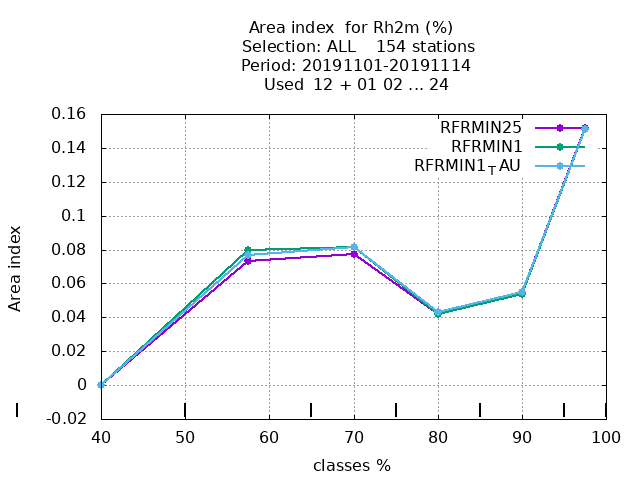 Area index  for Rh2m (%)
Selection: ALL    154 stations
Period: 20191101-20191114
Used  12 + 01 02 ... 24
0.16
0.14
0.12
0.1
0.08
0.06
0.04
0.02
0
-0.02
Area index
RFRMIN25
RFRMIN1
RFRMIN1TAU
40 50 60 70 80 90 100
classes %